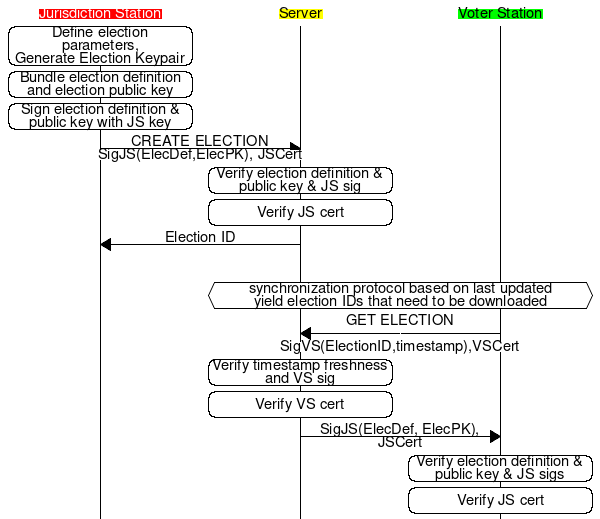 Jurisdiction Station
Server
Voter Station
Define election
parameters,
Generate Election Keypair
Bundle election definition
and election public key
Sign election definition &
public key with JS key
CREATE ELECTION
SigJS(ElecDef,ElecPK), JSCert
Verify election definition &
public key & JS sig
Verify JS cert
Election ID
synchronization protocol based on last updated
yield election IDs that need to be downloaded
GET ELECTION
SigVS(ElectionID,timestamp),VSCert
Verify timestamp freshness
and VS sig
Verify VS cert
SigJS(ElecDef, ElecPK),
JSCert
Verify election definition &
public key & JS sigs
Verify JS cert